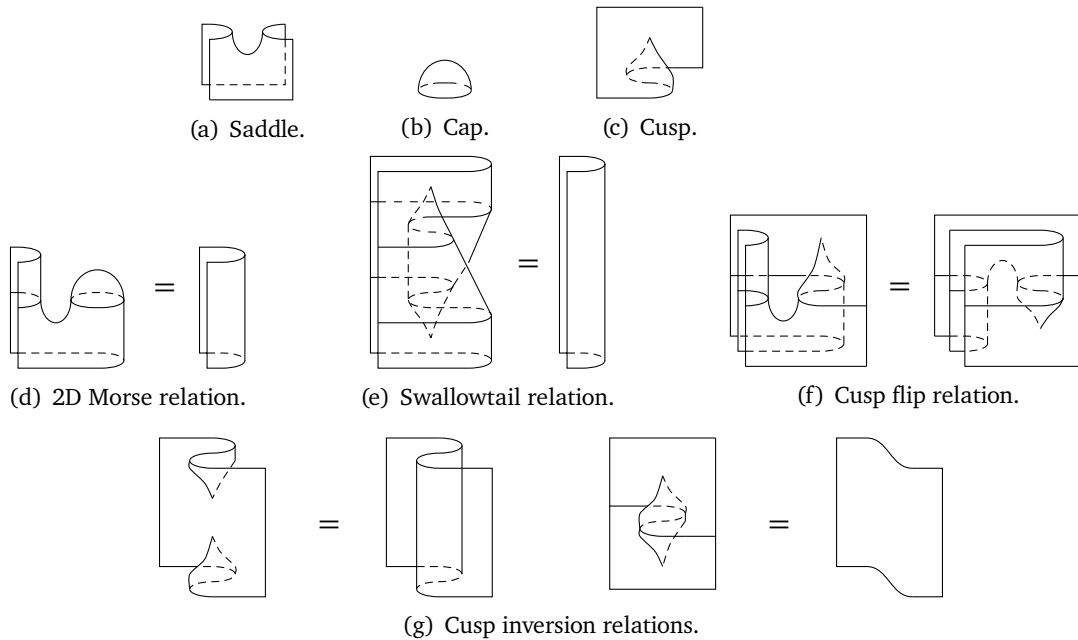 (a) Saddle.
(b) Cap.
(c) Cusp.
=
=
=
(d) 2D Morse relation.
(e) Swallowtail relation.
(f) Cusp flip relation.
=
=
(g) Cusp inversion relations.